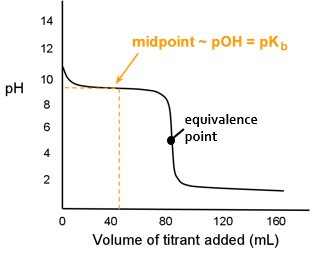 14
12
midpoint ~ pOH = pKb
10
pH
8
equivalence
point
6
4
2
0
0 40 80 120 160
Volume of titrant added (mL)